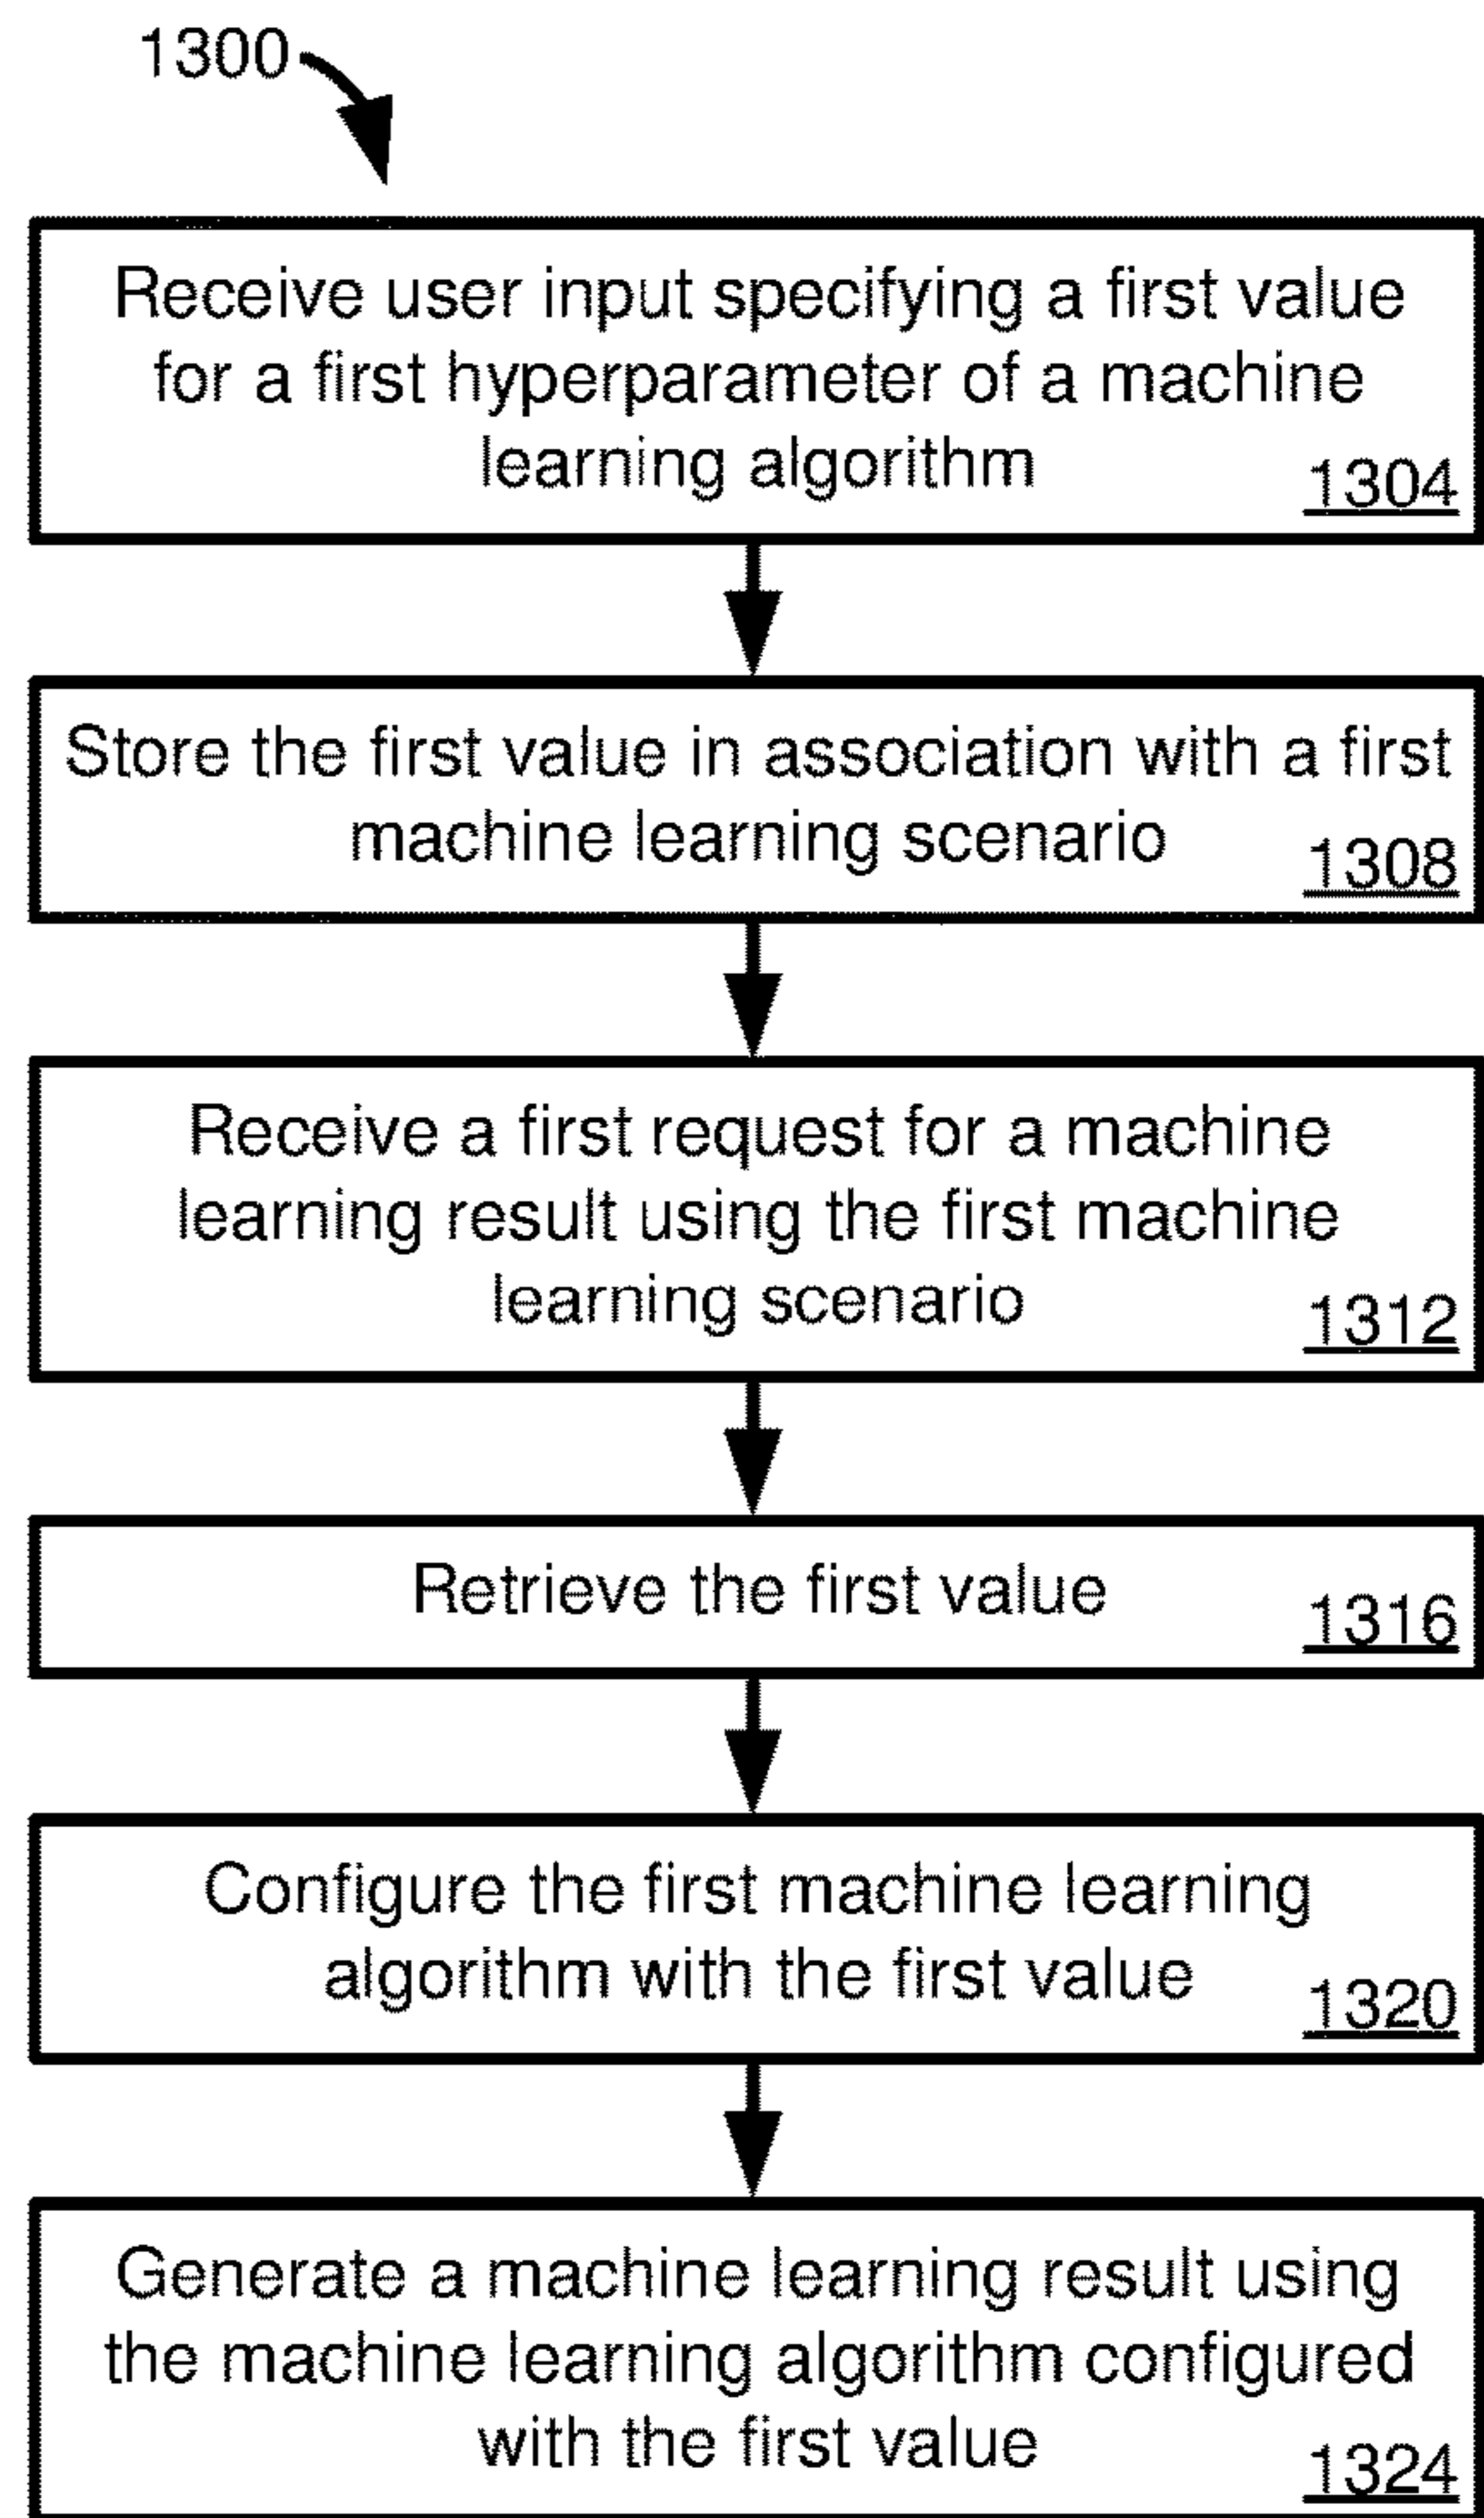 1300
Receive user input specifying a first value
for a first hyperparameter of a machine
learning algorithm
1304
Store the first value in association with a first
machine learning scenario
1308
Receive a first request for a machine
learning result using the first machine
learning scenario
1312
Retrieve the first value
1316
Configure the first machine learning
algorithm with the first value
1320
Generate a machine learning result using
the machine learning algorithm configured
with the first value
1324